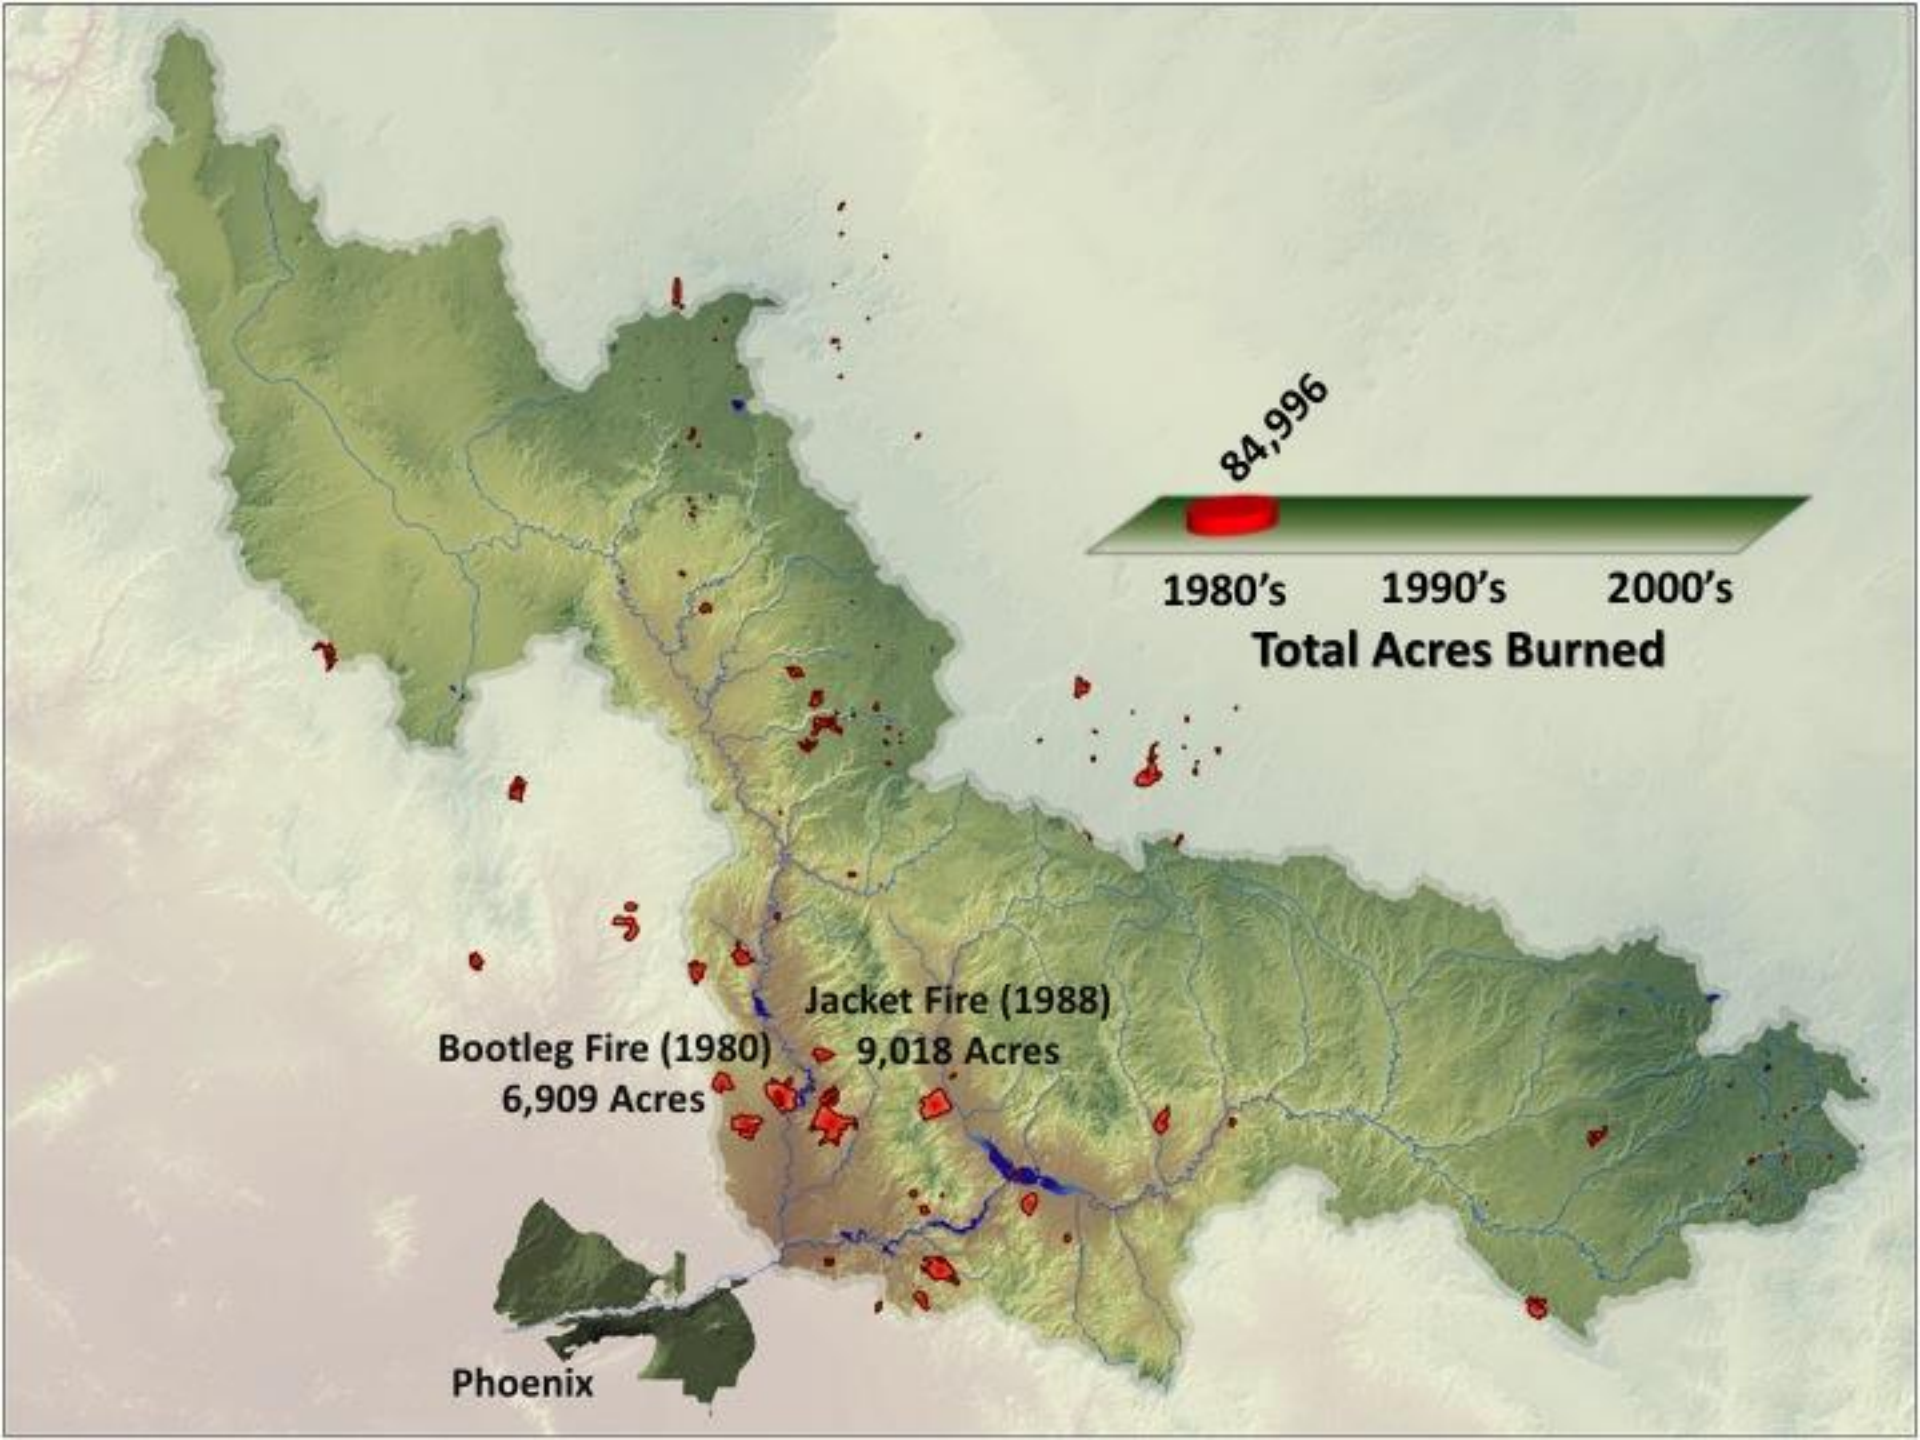 84,996
1980's 1990's 2000's
Total Acres Burned
Jacket Fire (1988)
9,018 Acres
Bootleg Fire (1980)
6,909 Acres
Phoenix